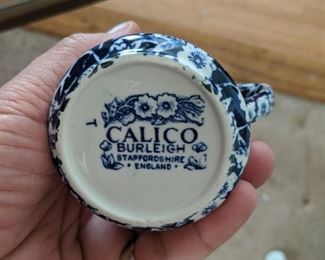 T
CALICO
BURLEIGH
STAFFORDSHIRE
• ENGLAND •